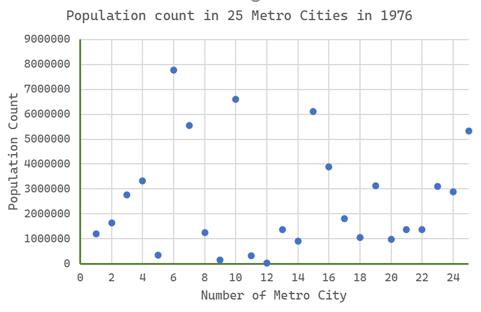 Population count in 25 Metro Cities in 1976
9000000
8000000
7000000
6000000
5000000
4000000
3000000
2000000
1000000
0
Population Count
0 2 4 6 8 10 12 14 16 18 20 22 24
Number of Metro City